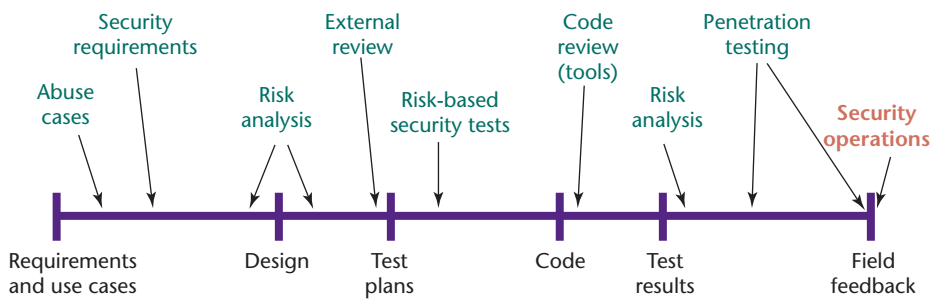 Security
requirements
External
review
Code
review
(tools)
Penetration
testing
Abuse
cases
Risk
analysis
Risk-based
security tests
Risk
analysis
Security
operations
Requirements
and use cases
Design
Test
plans
Code
Test
results
Field
feedback